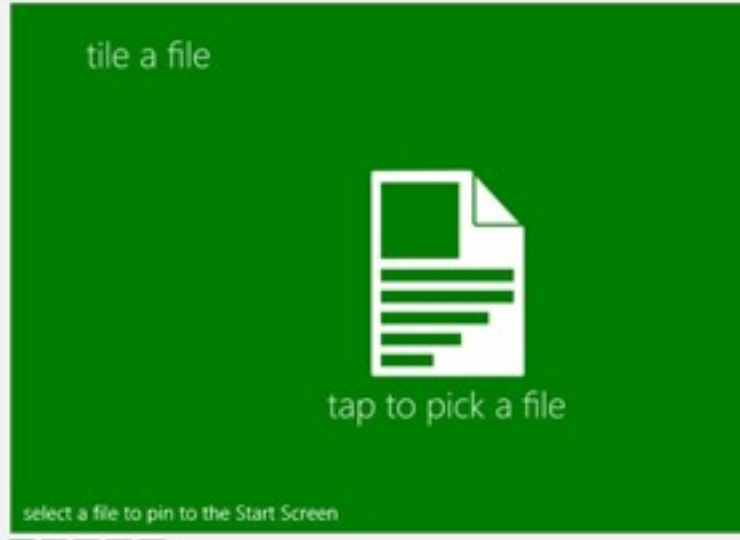 tile a file
tap to pick a file
select a file to pin to the Start Screen